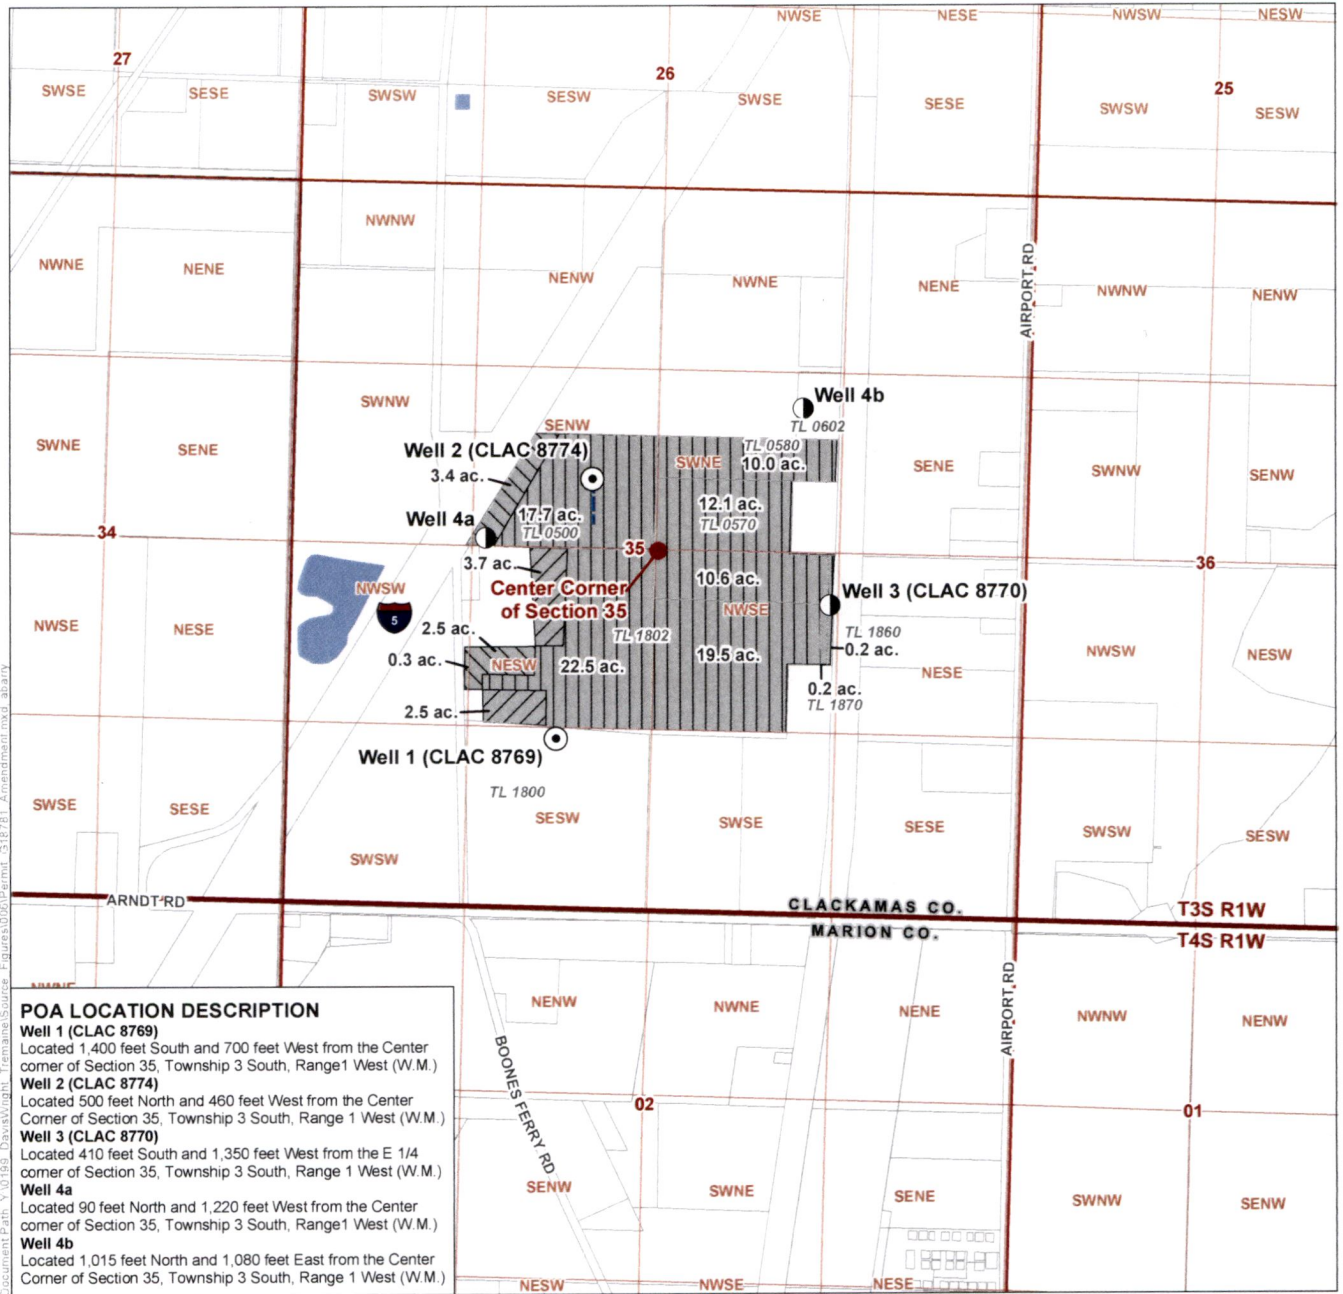 NWSE NESE NWSW NESW
27 26 25
SWSE SESE SWSW SESW SWSE SESE SWSW SESW
NWNW
NWNE NENE NENW NWNE NENE NWNW NENW
AIRPORT RD
SWNW Well 4b
TL 0602
SENW
SWNE SENE Well 2 (CLAC 8774) TL 0580
SWNE 10.0 ac. SENE SWNW SENW
3.4 ac.
12.1 ac.
Well 4a 17.7 ac. TL 0570
TL 0500
34 35 36
3.7 ac.
Center Corner 10.6 ac.
of Section 35
NWSW NWSE Well 3 (CLAC 8770)
5
NWSE NESE 2.5 ac. TL 1802 TL 1860
0.2 ac.
0.3 ac. NESW 22.5 ac. 19.5 ac. NESE NWSW NESW
0.2 ac.
TL 1870
2.5 ac.
Well 1 (CLAC 8769)
TL 1800
SWSE SESE SESW SWSE SESE SWSW SESW
SWSW
ARNDT RD
CLACKAMAS CO. T3S R1W
MARION CO. T4S R1W
AIRPORT RD
NWNE
NENW NWNE NENE NWNW NENW
BOONES FERRY RD
02 01
SENW SWNE SENE SWNW SENW
NESW NWSE NESE
POA LOCATION DESCRIPTION
Well 1 (CLAC 8769)
Located 1,400 feet South and 700 feet West from the Center
corner of Section 35, Township 3 South, Range1 West (W.M.)
Well 2 (CLAC 8774)
Located 500 feet North and 460 feet West from the Center
Corner of Section 35, Township 3 South, Range 1 West (W.M.)
Well 3 (CLAC 8770)
Located 410 feet South and 1,350 feet West from the E 1/4
corner of Section 35, Township 3 South, Range 1 West (W.M.)
Well 4a
Located 90 feet North and 1,220 feet West from the Center
corner of Section 35, Township 3 South, Range1 West (W.M.)
Well 4b
Located 1,015 feet North and 1,080 feet East from the Center
Corner of Section 35, Township 3 South, Range 1 West (W.M.)